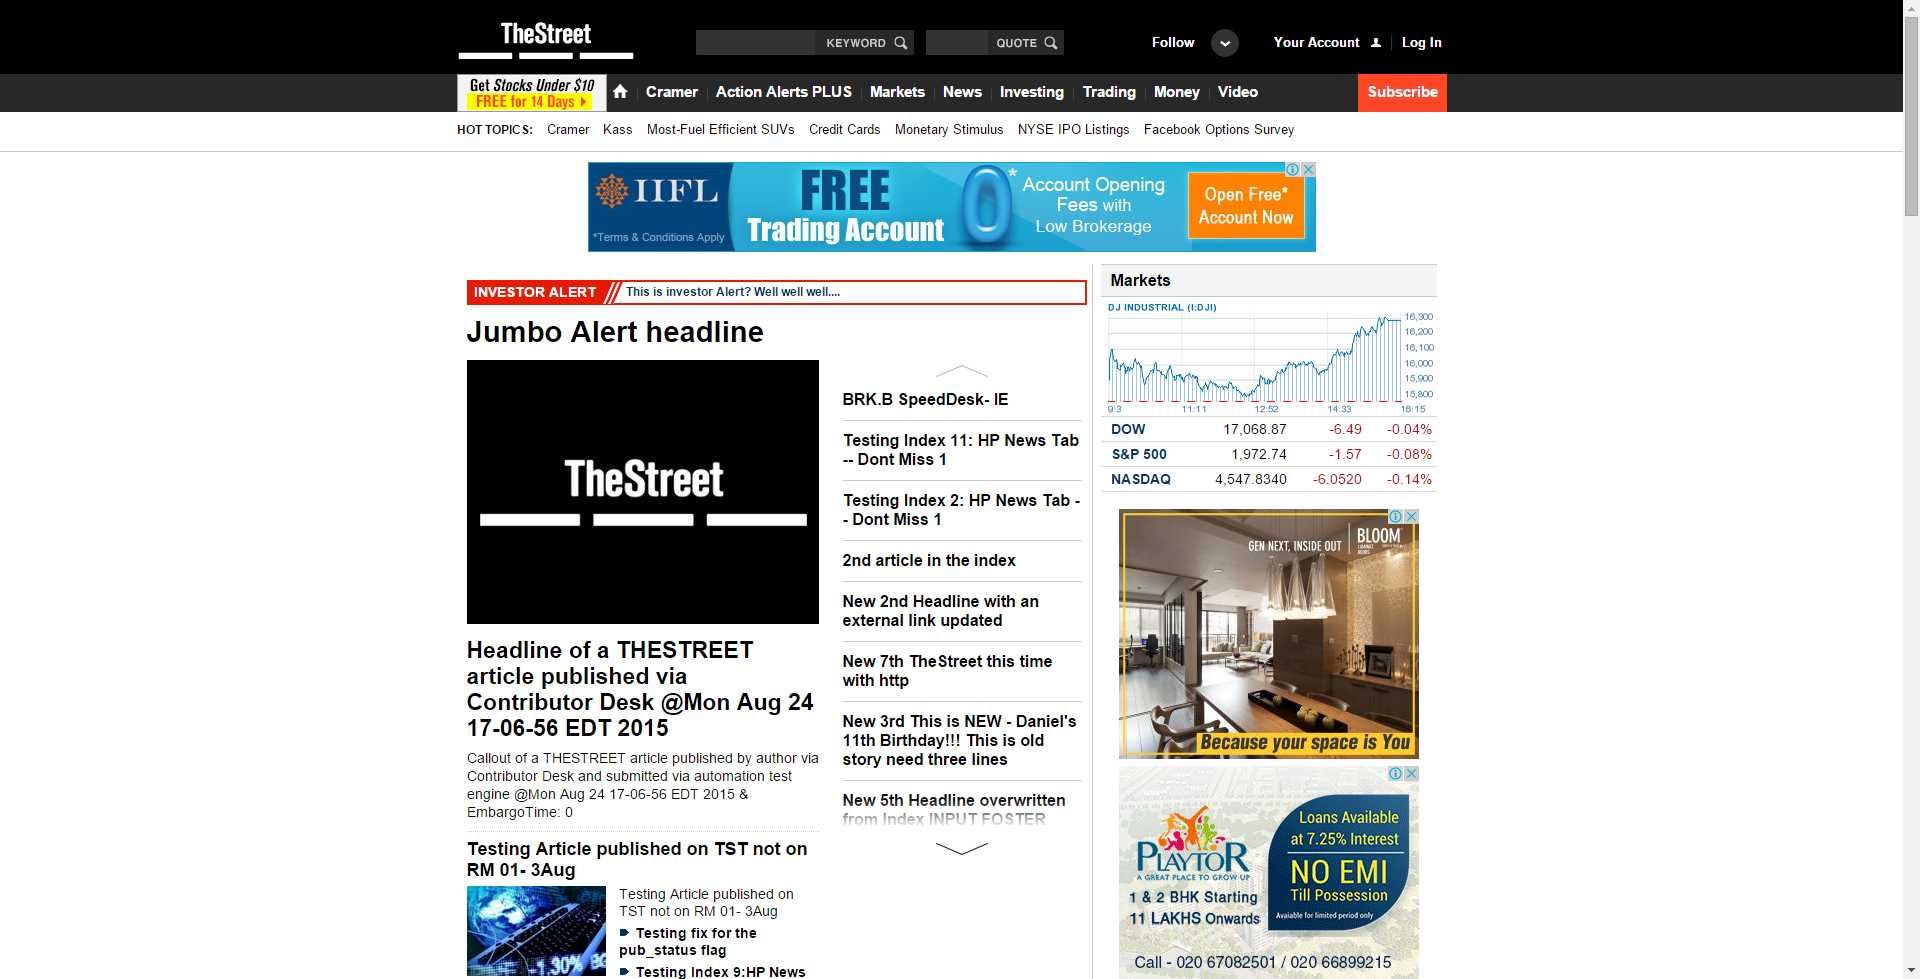 TheStreet
KEYWORD
QUOTE
Follow
Your Account
Log In
Get Stocks Under $10
FREE for 14 Days
Cramer
Action Alerts PLUS
Markets
News
Investing
Trading
Money
Video
Subscribe
HOT TOPICS:
Cramer
Kass
Most-Fuel Efficient SUVs
Credit Cards
Monetary Stimulus
NYSE IPO Listings
Facebook Options Survey
IIFL
*Terms & Conditions Apply
FREE
Trading Account
0*
Account Opening
Fees with
Low Brokerage
Open Free*
Account Now
INVESTOR ALERT
This is investor Alert? Well well well....
Jumbo Alert headline
TheStreet
Headline of a THESTREET
article published via
Contributor Desk @Mon Aug 24
17-06-56 EDT 2015
Callout of a THESTREET article published by author via
Contributor Desk and submitted via automation test
engine @Mon Aug 24 17-06-56 EDT 2015 &
EmbargoTime: 0
Testing Article published on TST not on
RM 01- 3Aug
-1,30%
Testing Article published on
TST not on RM 01- 3Aug
Testing fix for the
pub_status flag
Testing Index 9:HP News
BRK.B SpeedDesk- IE
Testing Index 11: HP News Tab
-- Dont Miss 1
Testing Index 2: HP News Tab -
- Dont Miss 1
2nd article in the index
New 2nd Headline with an
external link updated
New 7th TheStreet this time
with http
New 3rd This is NEW - Daniel's
11th Birthday!!! This is old
story need three lines
New 5th Headline overwritten
from Index INPUT FOSTER
Markets
DJ INDUSTRIAL (I:DJI)
16,300
16,200
16,100
16,000
15,900
15,800
9:3 11:11 12:52 14:33 16:15
DOW 17,068.87 -6.49 -0.04%
S&P 500 1,972.74 -1.57 -0.08%
NASDAQ 4,547.8340 -6.0520 -0.14%
GEN NEXT, INSIDE OUT
BLOOM
LAMINATE
DOORS
Because your space is You
PLAYTOR
A GREAT PLACE TO GROW UP
1 & 2 BHK Starting
11 LAKHS Onwards
Loans Available
at 7.25% Interest
NO EMI
Till Possession
Avaiable for limited period only
Call - 020 67082501 / 020 66899215